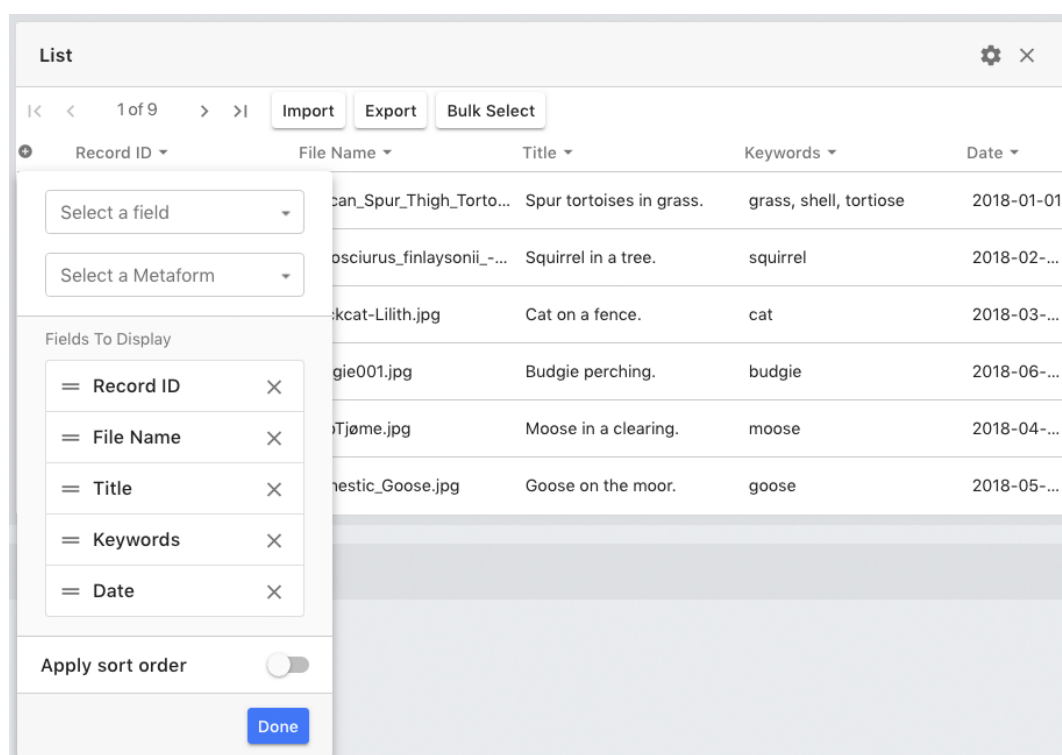 List
1 of 9 Import Export Bulk Select
Record ID File Name Title Keywords Date
Select a field
can_Spur_Thigh_Torto... Spur tortoises in grass. grass, shell, tortiose 2018-01-01
osciurus_finlaysonii_-... Squirrel in a tree. squirrel 2018-02-...
Select a Metaform
kcat-Lilith.jpg Cat on a fence. cat 2018-03-...
Fields To Display
gie001.jpg Budgie perching. budgie 2018-06-...
Record ID
Tjøme.jpg Moose in a clearing. moose 2018-04-...
File Name
nestic_Goose.jpg Goose on the moor. goose 2018-05-...
Title
Keywords
Date
Apply sort order
Done